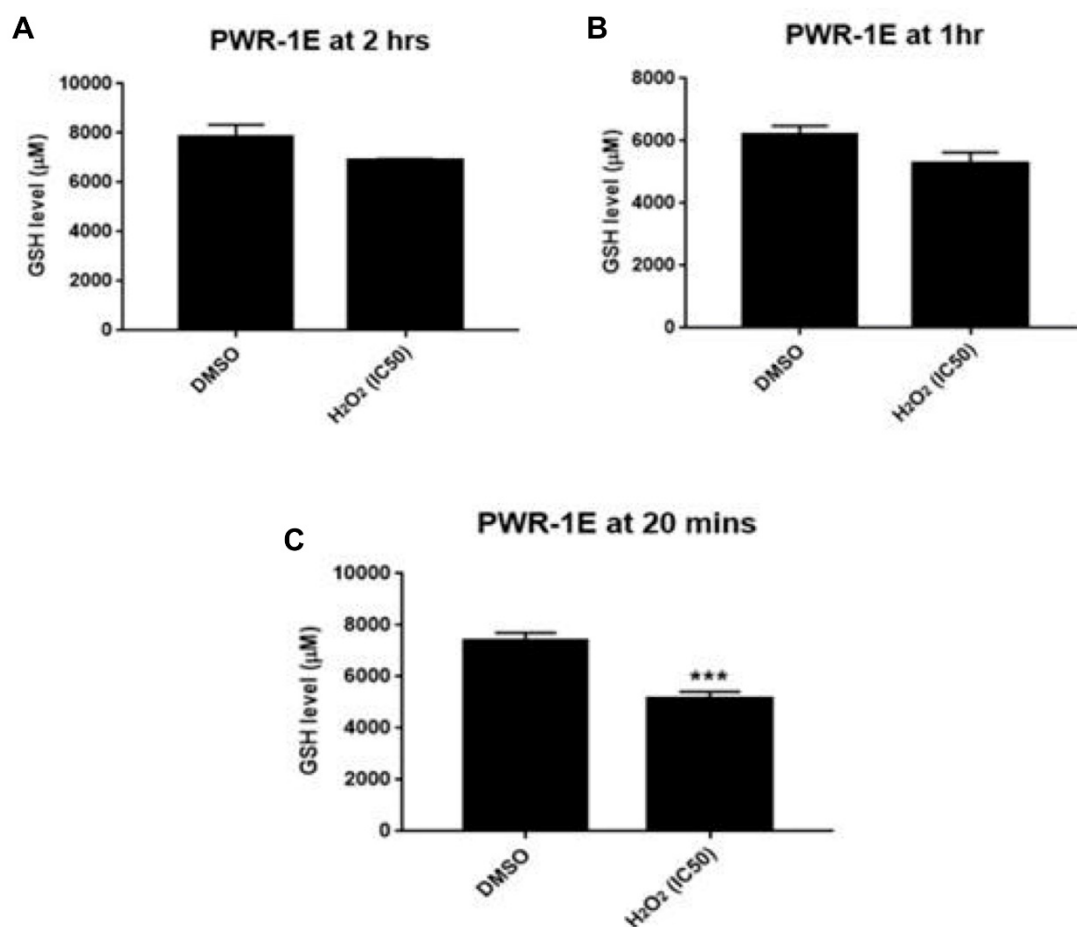 A
PWR-1E at 2 hrs
GSH level (μM)
10000
8000
6000
4000
2000
0
DMSO
H₂O₂ (IC50)
B
PWR-1E at 1hr
GSH level (μM)
8000
6000
4000
2000
0
DMSO
H₂O₂ (IC50)
C
PWR-1E at 20 mins
GSH level (μM)
10000
8000
6000
4000
2000
0
***
DMSO
H₂O₂ (IC50)